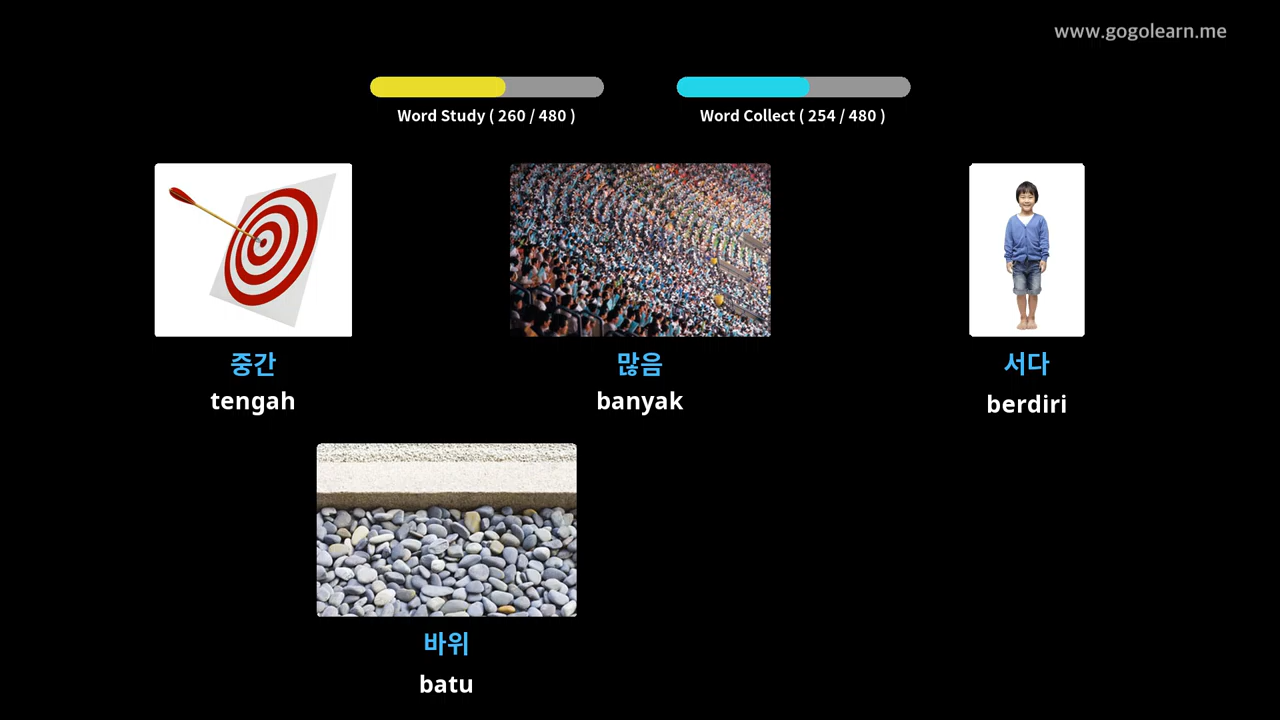 www.gogolearn.me
Word Study ( 260 / 480 )
Word Collect ( 254 / 480 )
중간
tengah
많음
banyak
서다
berdiri
바위
batu